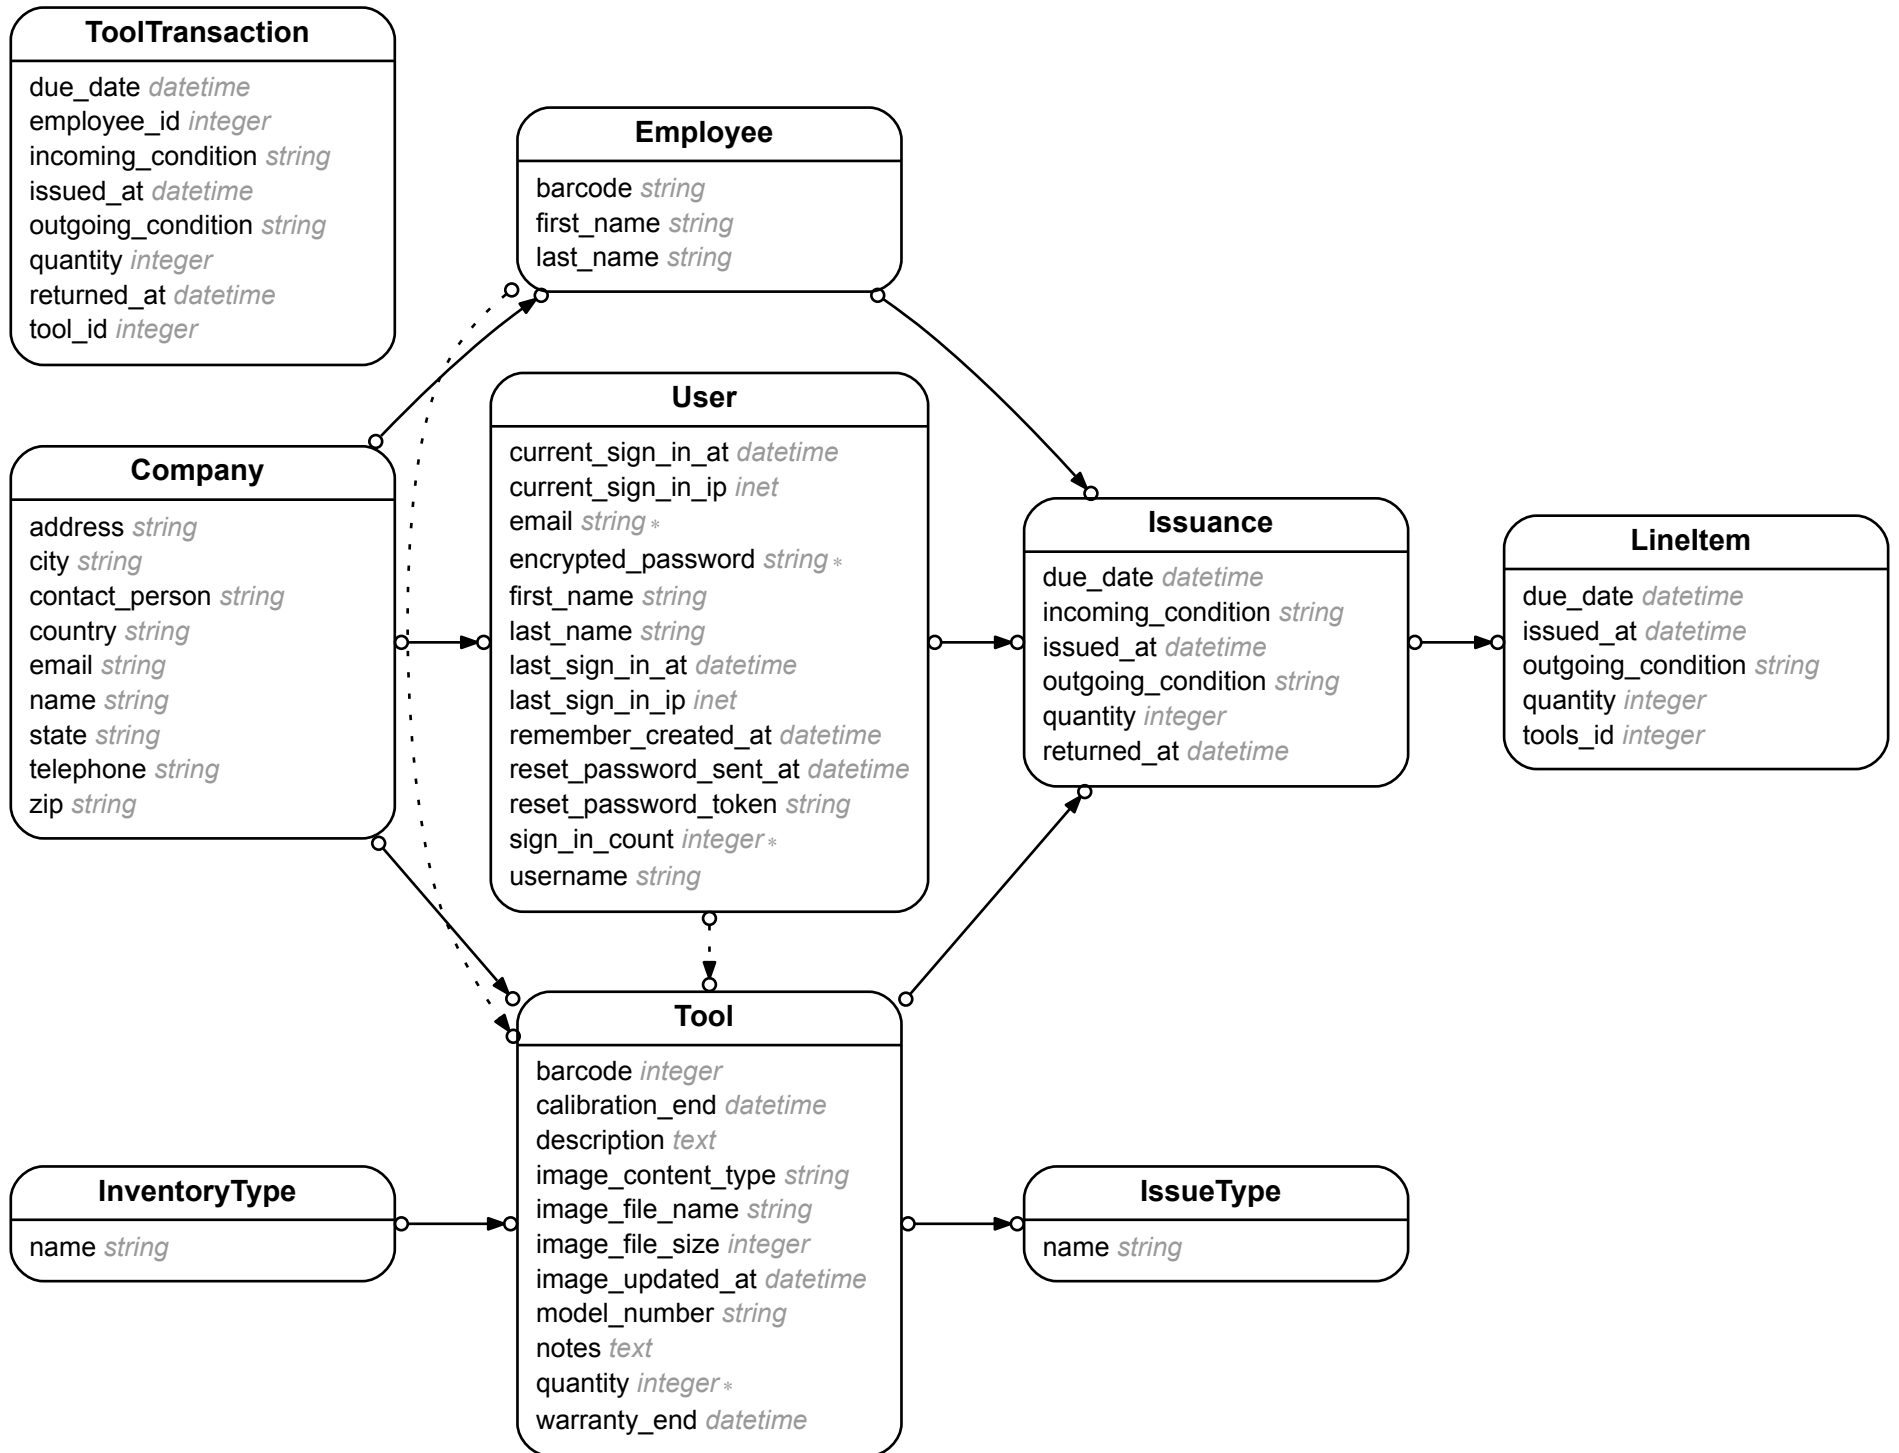 ToolTransaction
due_date datetime
employee_id integer
incoming_condition string
issued_at datetime
outgoing_condition string
quantity integer
returned_at datetime
tool_id integer
Employee
barcode string
first_name string
last_name string
User
current_sign_in_at datetime
current_sign_in_ip inet
email string *
encrypted_password string *
first_name string
last_name string
last_sign_in_at datetime
last_sign_in_ip inet
remember_created_at datetime
reset_password_sent_at datetime
reset_password_token string
sign_in_count integer *
username string
Company
address string
city string
contact_person string
country string
email string
name string
state string
telephone string
zip string
Issuance
due_date datetime
incoming_condition string
issued_at datetime
outgoing_condition string
quantity integer
returned_at datetime
LineItem
due_date datetime
issued_at datetime
outgoing_condition string
quantity integer
tools_id integer
Tool
barcode integer
calibration_end datetime
description text
image_content_type string
image_file_name string
image_file_size integer
image_updated_at datetime
model_number string
notes text
quantity integer *
warranty_end datetime
InventoryType
name string
IssueType
name string